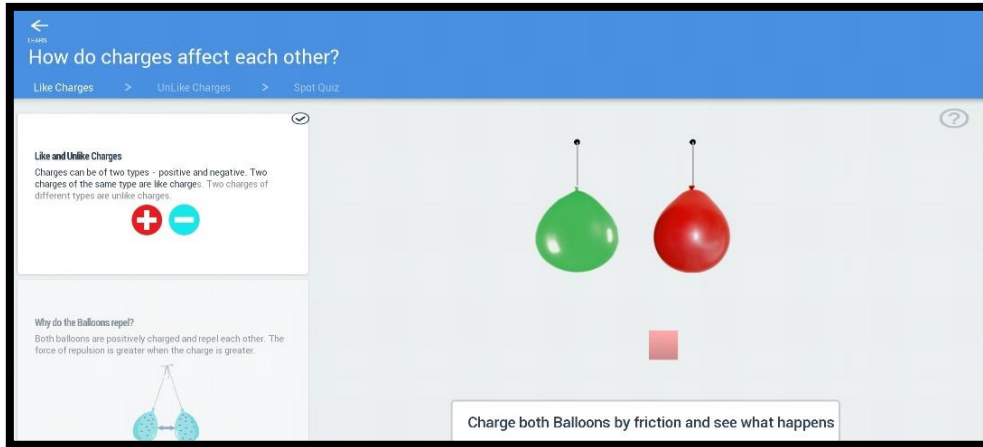 LEARN
How do charges affect each other?
Like Charges > UnLike Charges > Spot Quiz
Like and Unlike Charges
Charges can be of two types - positive and negative. Two
charges of the same type are like charges. Two charges of
different types are unlike charges.
Why do the Balloons repel?
Both balloons are positively charged and repel each other. The
force of repulsion is greater when the charge is greater.
?
Charge both Balloons by friction and see what happens